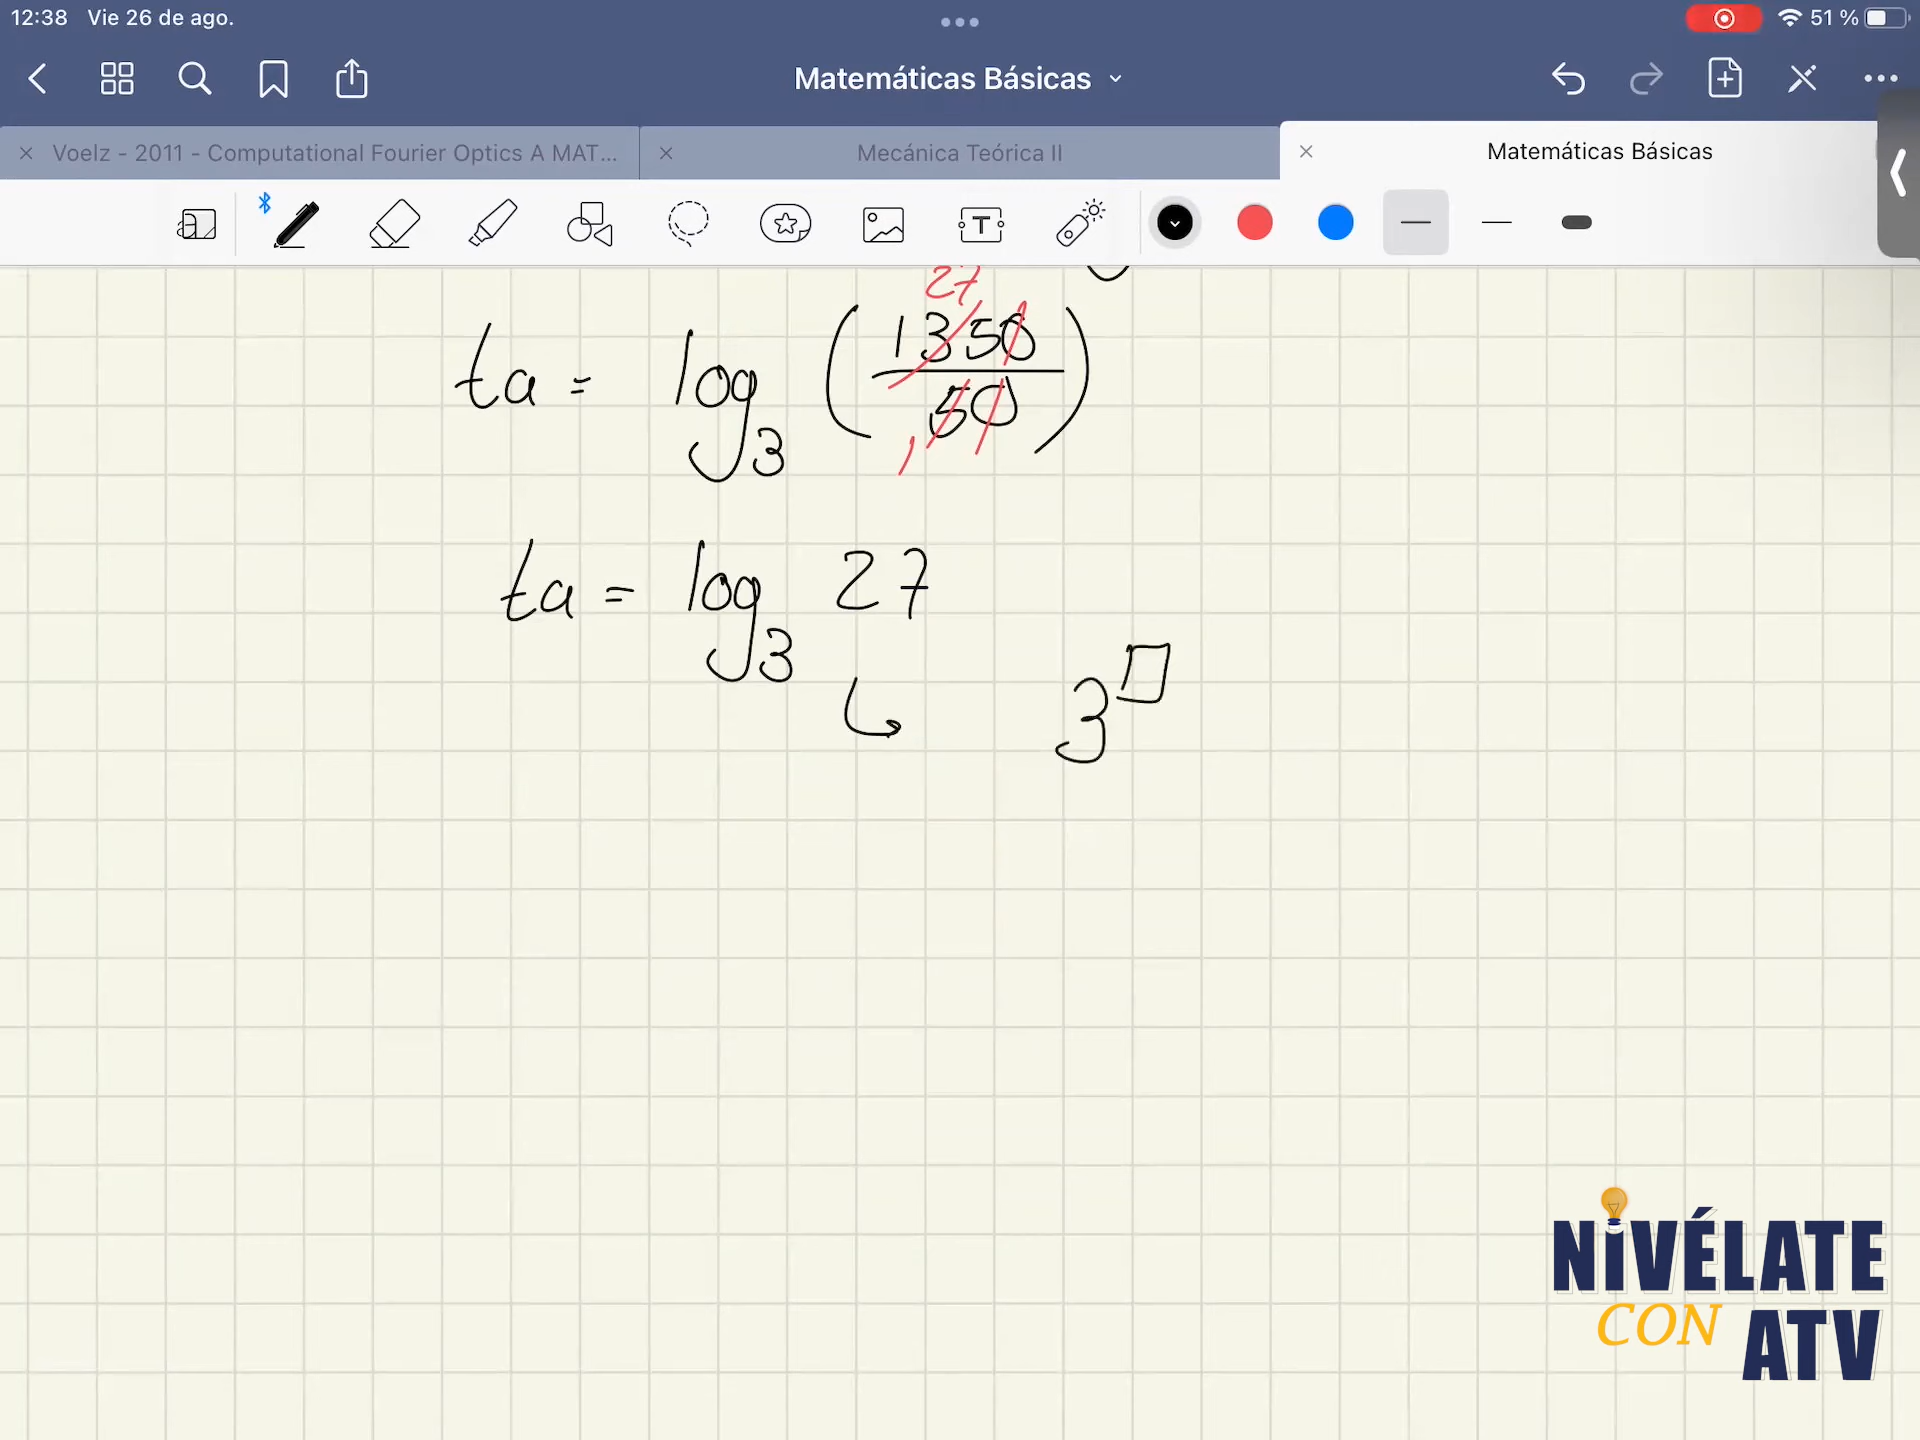 12:38 Vie 26 de ago. 51 %
Matemáticas Básicas
Voelz - 2011 - Computational Fourier Optics A MAT... Mecánica Teórica II Matemáticas Básicas
27
ta = log₃ (1350/50)
1
ta = log₃ 27
3^□
NIVÉLATE
CON
ATV